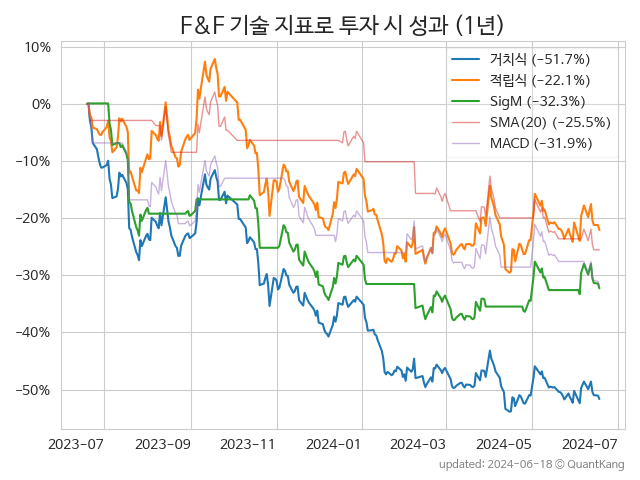 F&F 기술 지표로 투자 시 성과 (1년)
10%
0%
−10%
−20%
−30%
−40%
−50%
거치식 (−51.7%)
적립식 (−22.1%)
SigM (−32.3%)
SMA(20) (−25.5%)
MACD (−31.9%)
2023-07
2023-09
2023-11
2024-01
2024-03
2024-05
2024-07
updated: 2024-06-18 © QuantKang